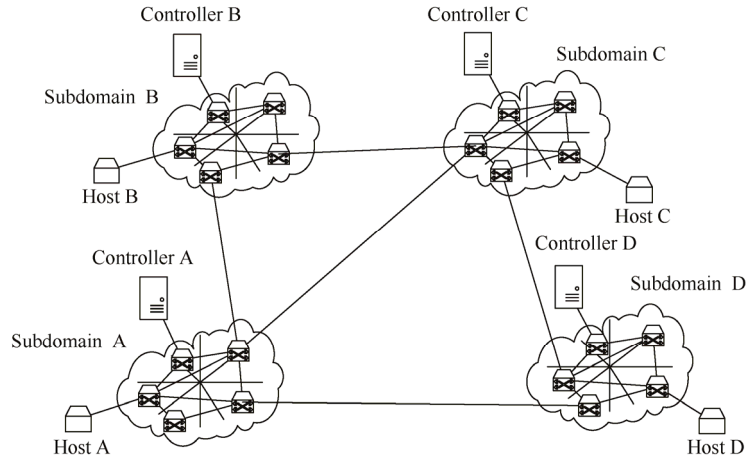 Controller B
Controller C
Subdomain C
Subdomain B
Host B
Host C
Controller D
Controller A
Subdomain D
Subdomain A
Host A
Host D